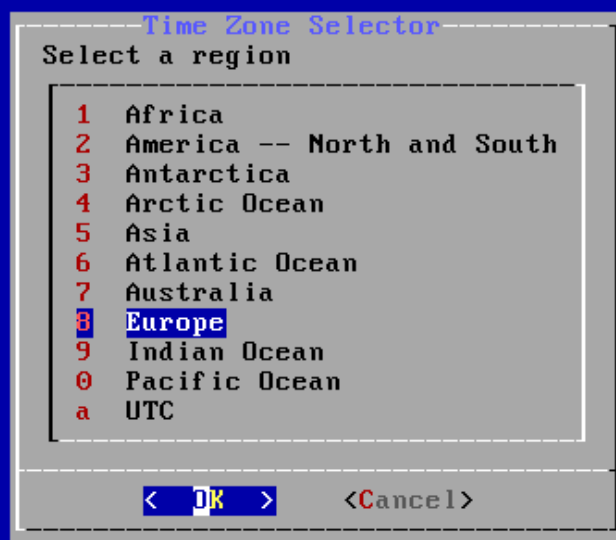 Time Zone Selector
Select a region
1 Africa
2 America -- North and South
3 Antarctica
4 Arctic Ocean
5 Asia
6 Atlantic Ocean
7 Australia
8 Europe
9 Indian Ocean
0 Pacific Ocean
a UTC
< OK > <Cancel>